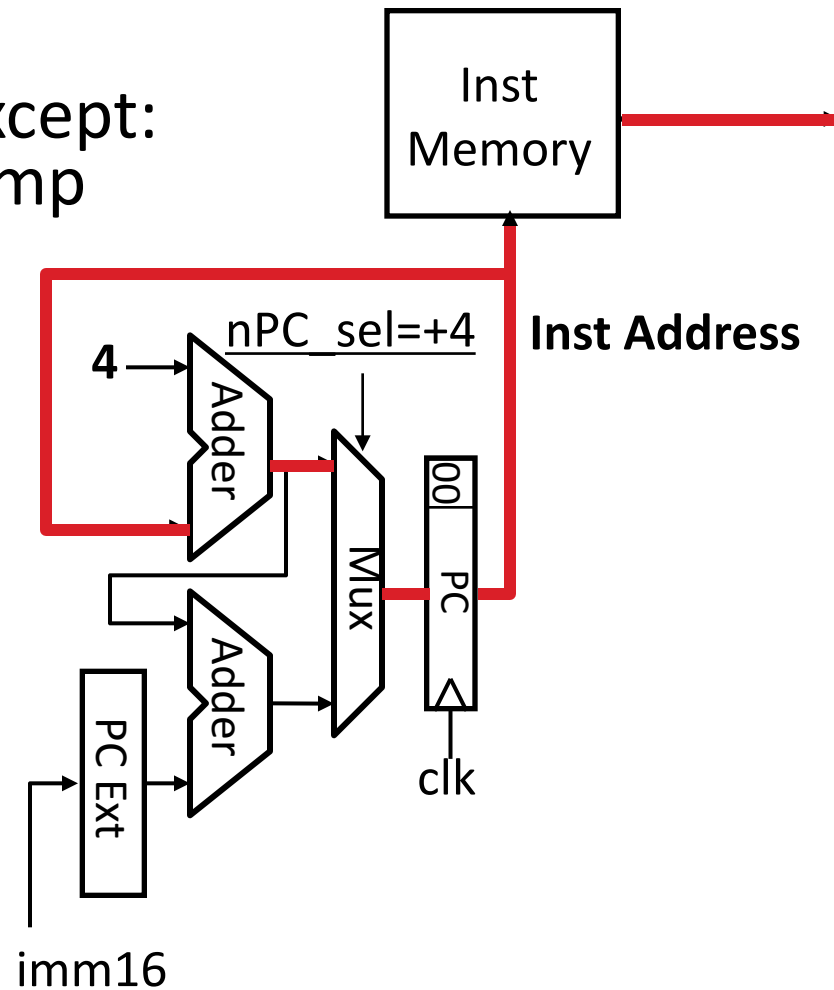 Inst
Memory
xcept:
mp
nPC_sel=+4
Inst Address
4
Adder
00
Mux
PC
Adder
PC Ext
clk
imm16